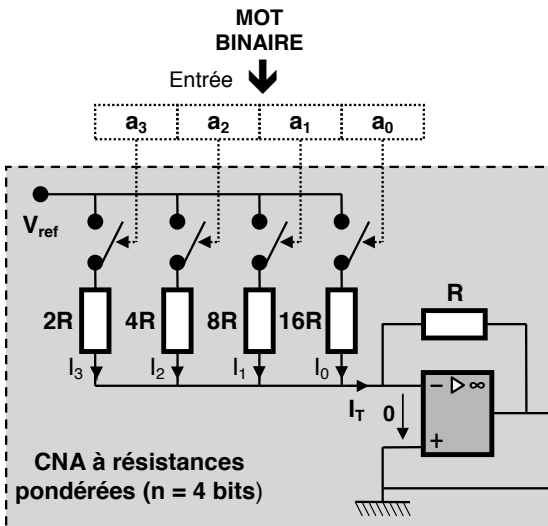 MOT
BINAIRE
Entrée
a3 a2 a1 a0
Vref
2R 4R 8R 16R R
I3 I2 I1 I0
IT 0
− ▷ ∞
+
CNA à résistances
pondérées (n = 4 bits)